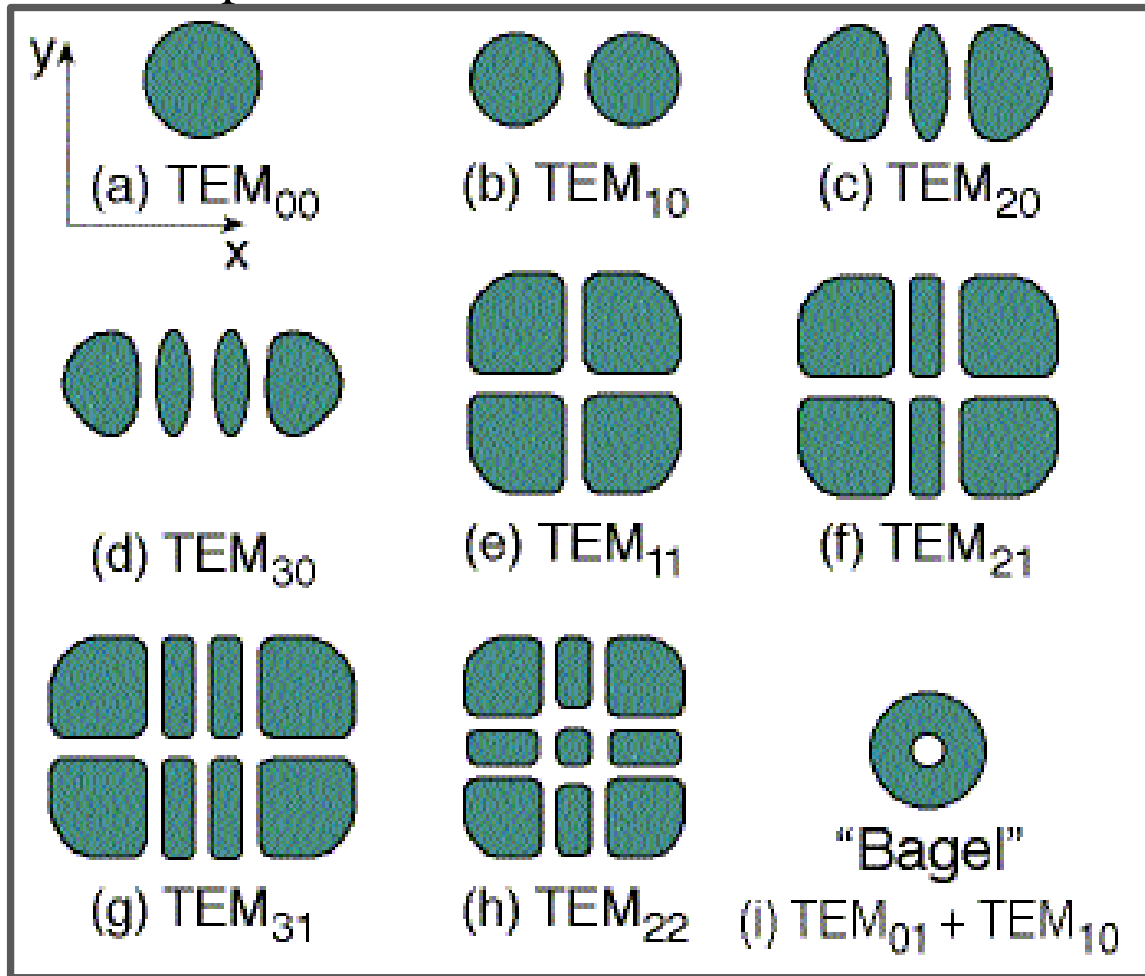 y
(a) TEM₀₀
(b) TEM₁₀
(c) TEM₂₀
x
(d) TEM₃₀
(e) TEM₁₁
(f) TEM₂₁
(g) TEM₃₁
(h) TEM₂₂
“Bagel”
(i) TEM₀₁ + TEM₁₀